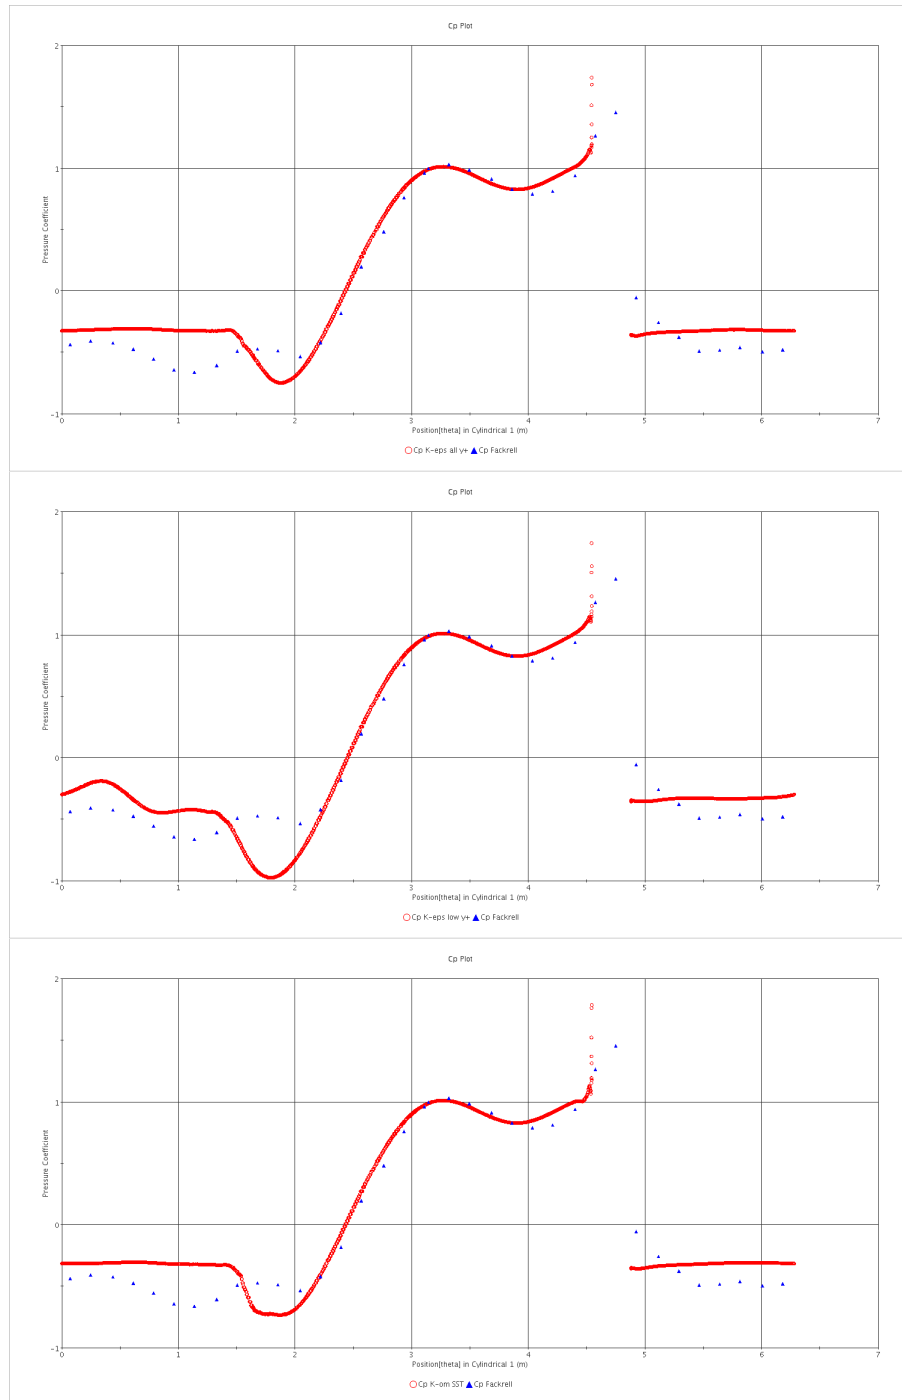 Cp Plot
2
1
0
-1
Pressure Coefficient
0 1 2 3 4 5 6 7
Position[theta] in Cylindrical 1 (m)
Cp K-eps all y+ Cp Fackrell
Cp Plot
2
1
0
-1
Pressure Coefficient
0 1 2 3 4 5 6 7
Position[theta] in Cylindrical 1 (m)
Cp K-eps low y+ Cp Fackrell
Cp Plot
2
1
0
-1
Pressure Coefficient
0 1 2 3 4 5 6 7
Position[theta] in Cylindrical 1 (m)
Cp K-om SST Cp Fackrell